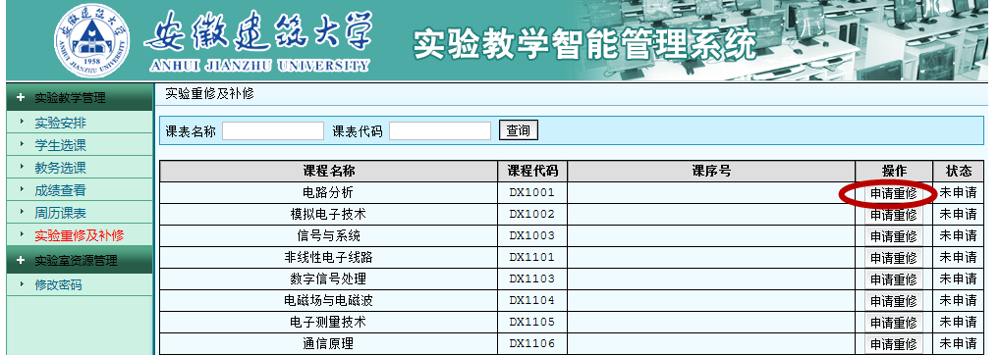 安徽建筑大学
ANHUI JIANZHU UNIVERSITY
ANHUI JIANZHU UNIVERSITY
1958
实验教学智能管理系统
实验教学管理
实验安排
学生选课
教务选课
成绩查看
周历课表
实验重修及补修
实验室资源管理
修改密码
实验重修及补修
课表名称 课表代码 查询
课程名称 课程代码 课序号 操作 状态
电路分析 DX1001 申请重修 未申请
模拟电子技术 DX1002 申请重修 未申请
信号与系统 DX1003 申请重修 未申请
非线性电子线路 DX1101 申请重修 未申请
数字信号处理 DX1103 申请重修 未申请
电磁场与电磁波 DX1104 申请重修 未申请
电子测量技术 DX1105 申请重修 未申请
通信原理 DX1106 申请重修 未申请